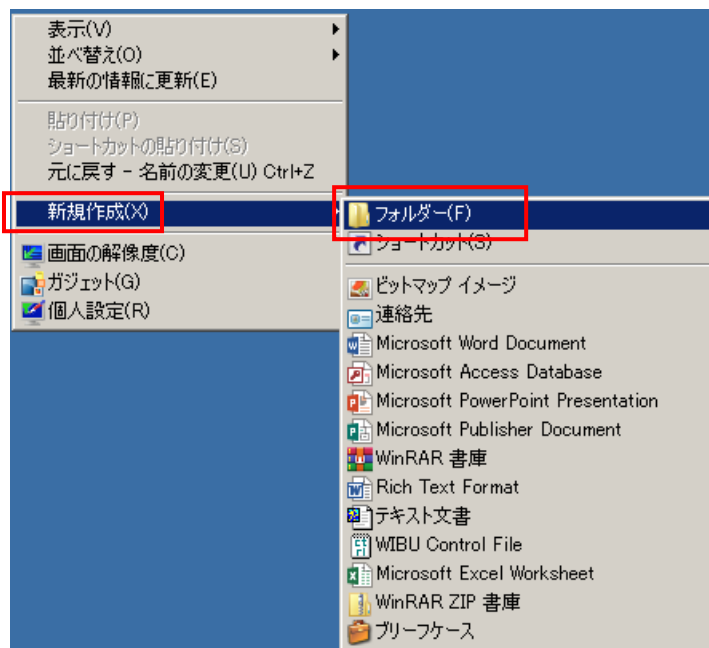 表示(V)
並べ替え(O)
最新の情報に更新(E)
貼り付け(P)
ショートカットの貼り付け(S)
元に戻す - 名前の変更(U) Ctrl+Z
新規作成(X)
画面の解像度(C)
ガジェット(G)
個人設定(R)
フォルダー(F)
ショートカット(S)
ビットマップ イメージ
連絡先
Microsoft Word Document
Microsoft Access Database
Microsoft PowerPoint Presentation
Microsoft Publisher Document
WinRAR 書庫
Rich Text Format
テキスト文書
WIBU Control File
Microsoft Excel Worksheet
WinRAR ZIP 書庫
ブリーフケース